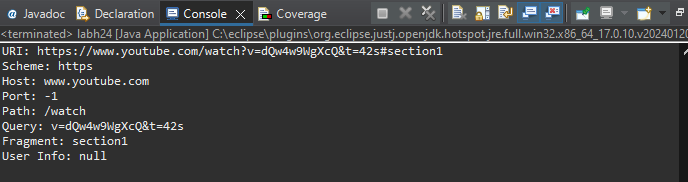 Javadoc Declaration Console Coverage
<terminated> labh24 [Java Application] C:\eclipse\plugins\org.eclipse.justj.openjdk.hotspot.jre.full.win32.x86_64_17.0.10.v20240120
URI: https://www.youtube.com/watch?v=dQw4w9WgXcQ&t=42s#section1
Scheme: https
Host: www.youtube.com
Port: -1
Path: /watch
Query: v=dQw4w9WgXcQ&t=42s
Fragment: section1
User Info: null